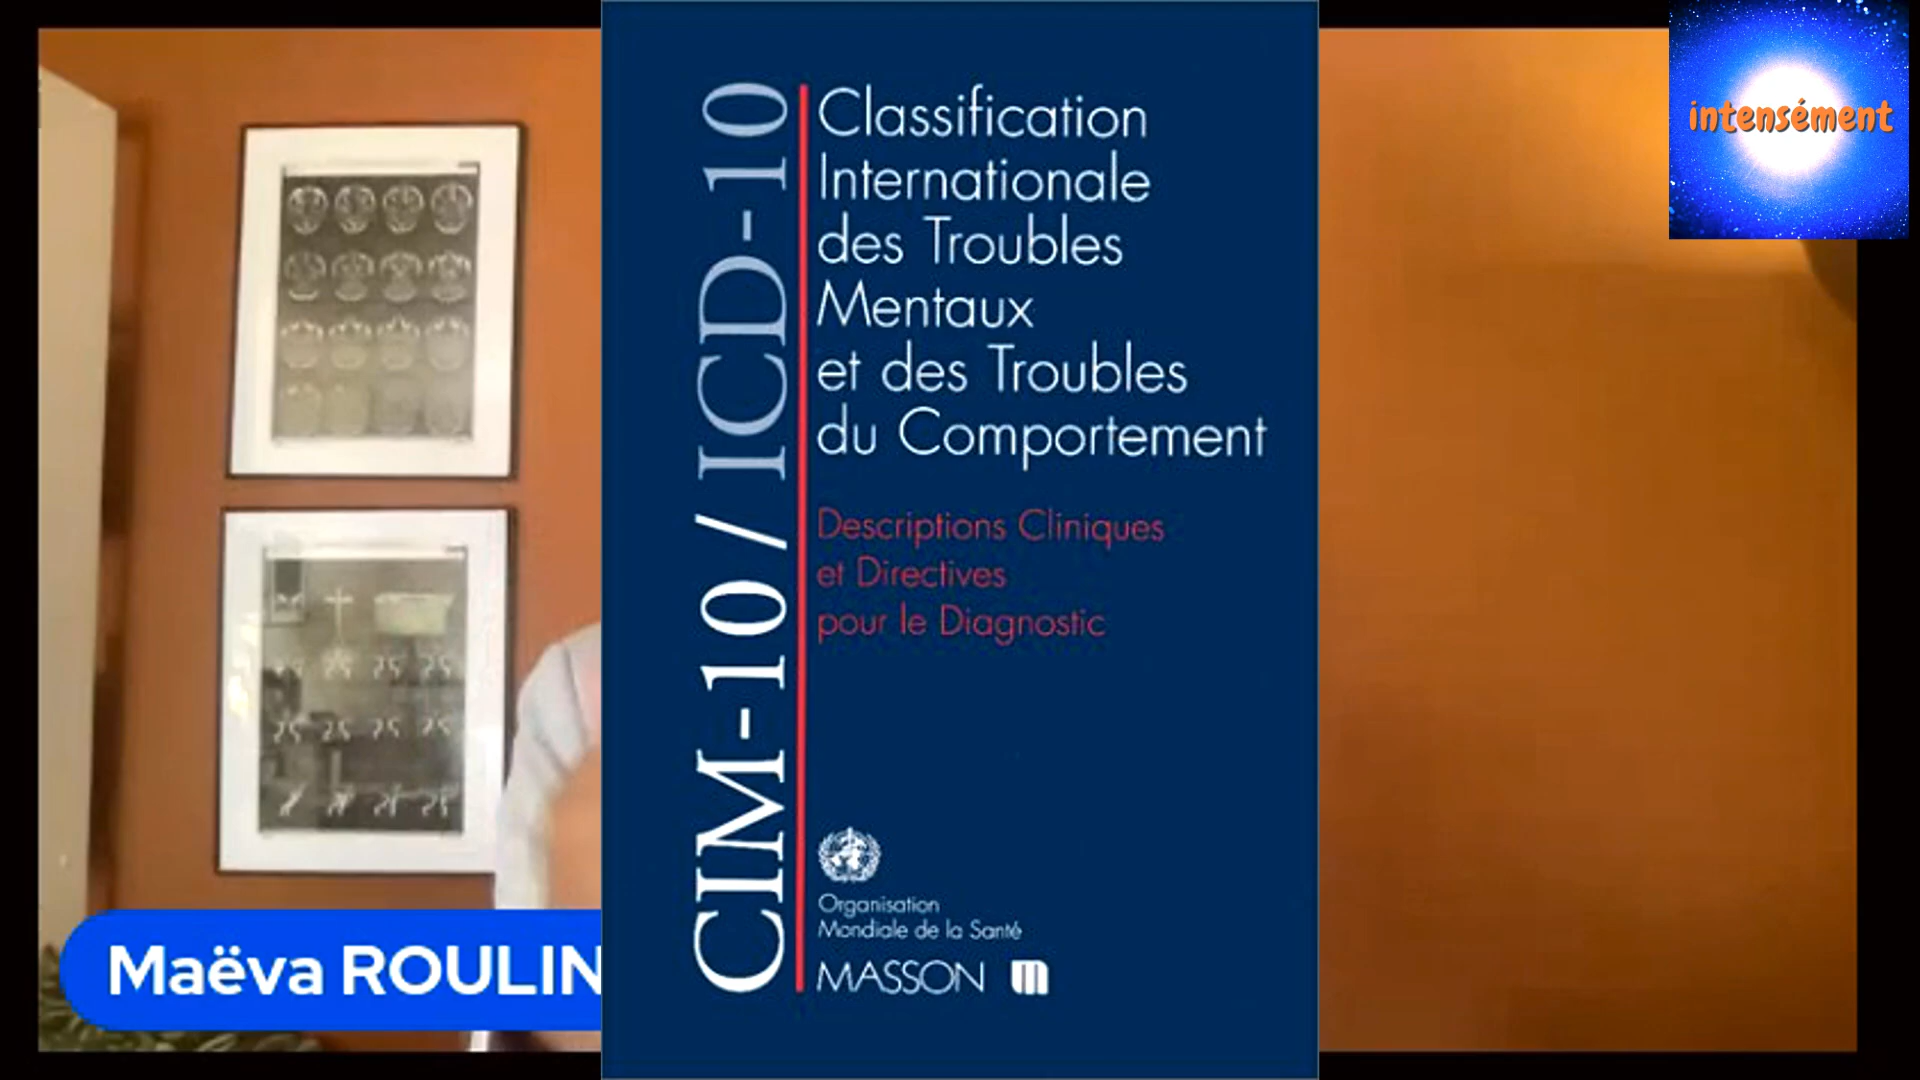 intensément
CIM-10 / ICD-10
Classification
Internationale
des Troubles
Mentaux
et des Troubles
du Comportement
Descriptions Cliniques
et Directives
pour le Diagnostic
Organisation
Mondiale de la Santé
MASSON
Maëva ROULIN